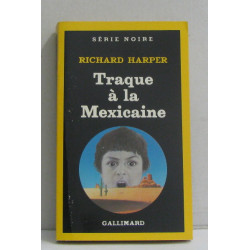 SÉRIE NOIRE
RICHARD HARPER
Traque
à la
Mexicaine
GALLIMARD